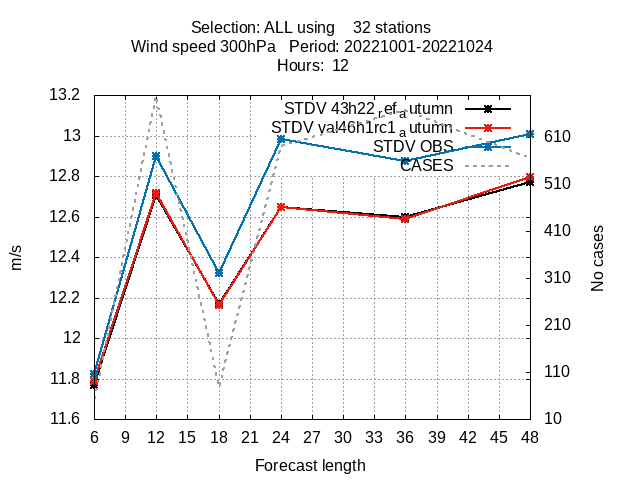 Selection: ALL using 32 stations
Wind speed 300hPa Period: 20221001-20221024
Hours: 12
STDV 43h22 ref a utumn
STDV val46h1rc1 a utumn
STDV OBS
CASES
13.2
13
12.8
12.6
12.4
12.2
12
11.8
11.6
m/s
610
510
410
310
210
110
10
No cases
6 9 12 15 18 21 24 27 30 33 36 39 42 45 48
Forecast length